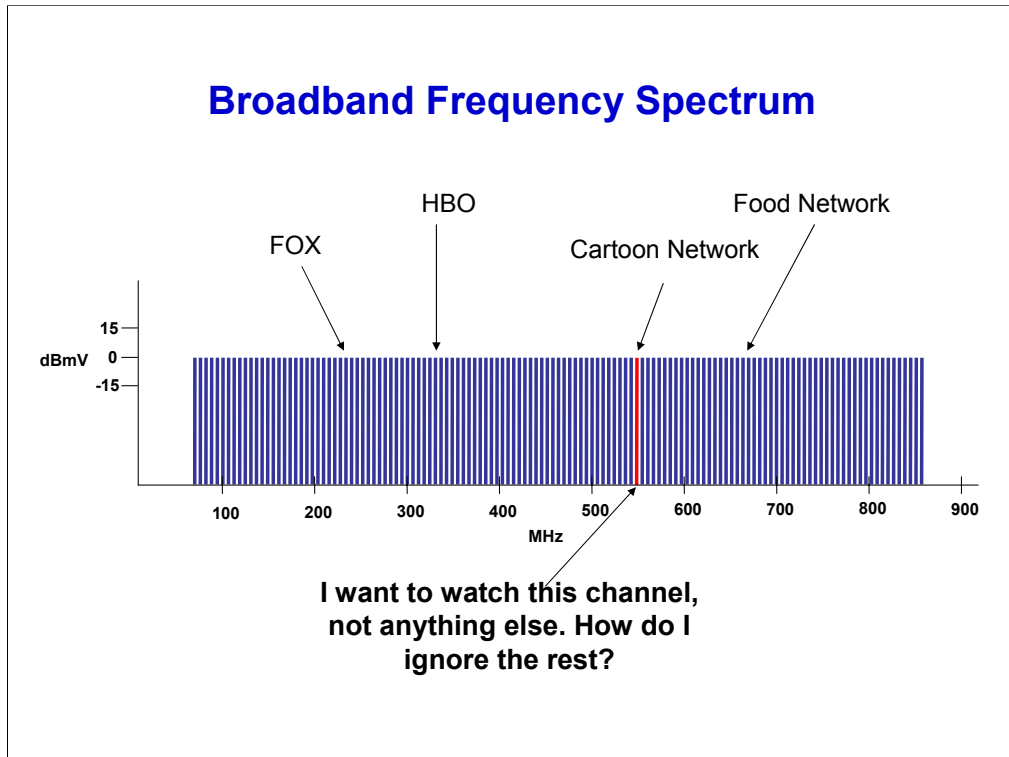 Broadband Frequency Spectrum
HBO
Food Network
FOX
Cartoon Network
15
dBmV
0
-15
100
200
300
400
500
600
700
800
900
MHz
I want to watch this channel,
not anything else. How do I
ignore the rest?